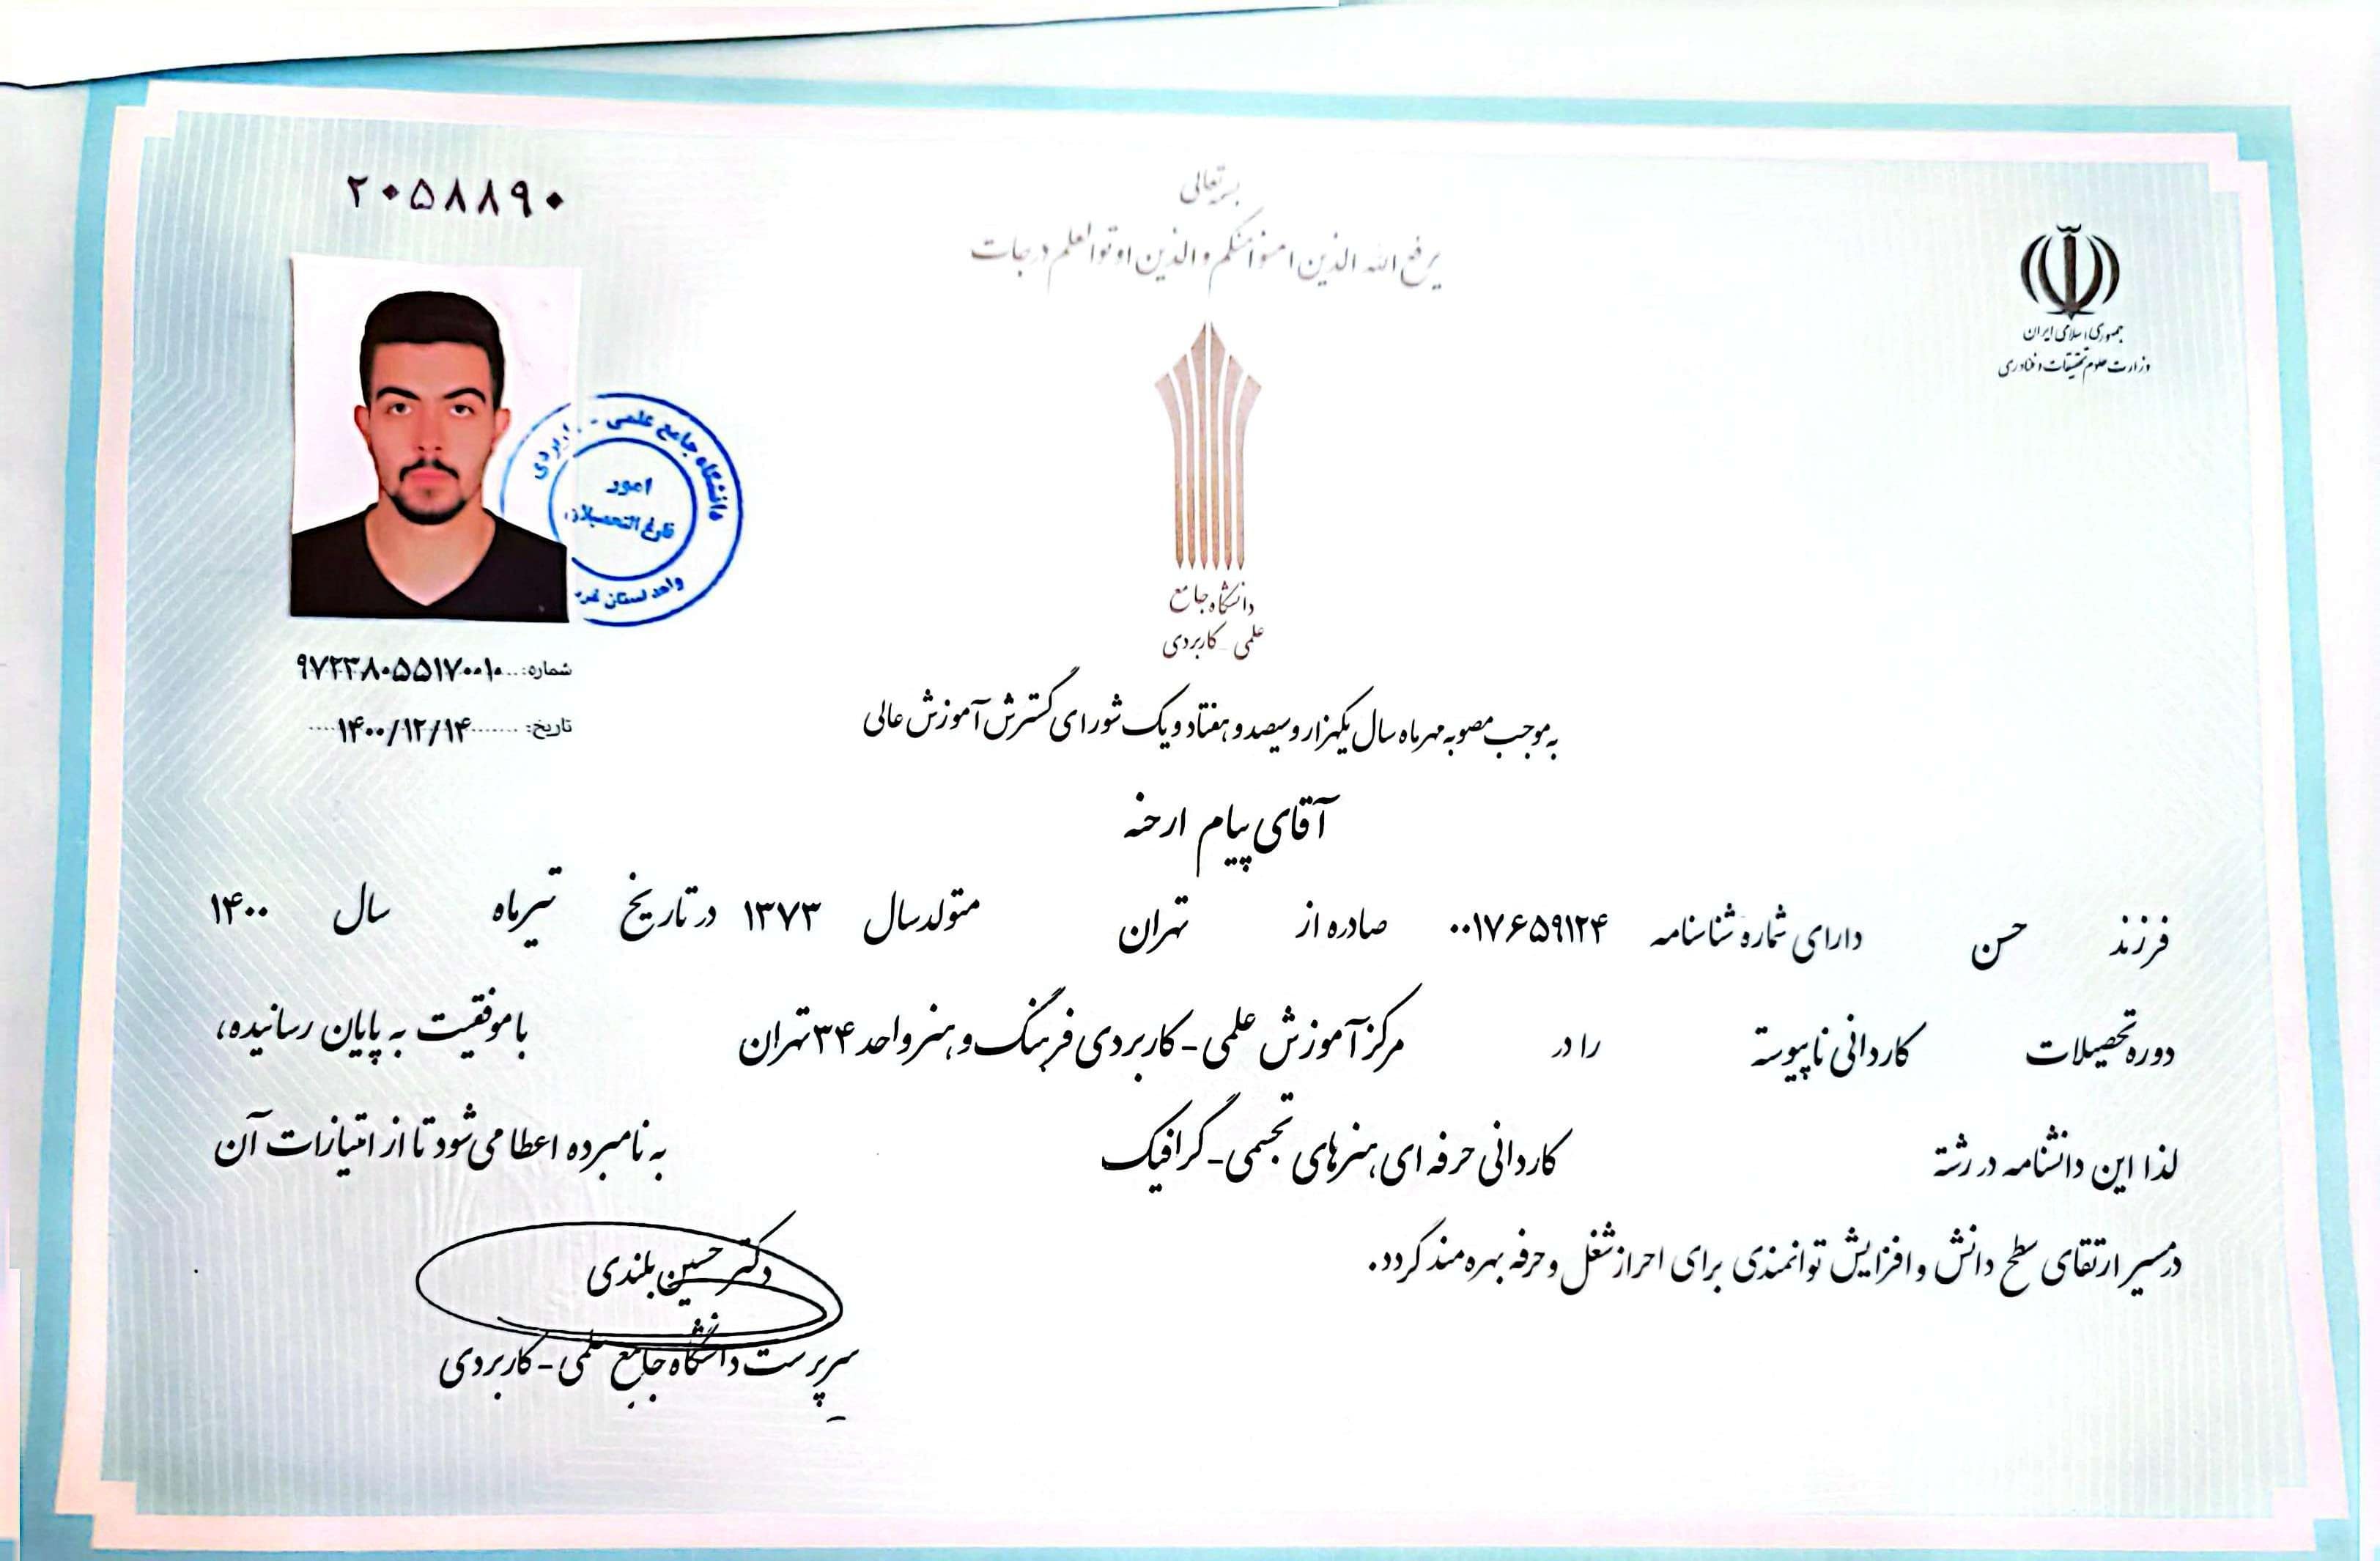 ۲۰۵۸۸۹۰
بسمه تعالی
یرفع الله الذین امنوا منکم والذین اوتوا العلم درجات
جمهوری اسلامی ایران
وزارت علوم تحقیقات و فناوری
دانشگاه جامع علمی - کاربردی
امور
فارغ التحصیلان
واحد استان
دانشگاه جامع
علمی - کاربردی
شماره: ۹۷۲۳۸۰۵۵۱۷۰۰۱۰
تاریخ: ۱۴۰۰/۱۲/۱۴
به موجب مصوبه مهرماه سال یکهزار و سیصد و هفتاد و یک شورای گسترش آموزش عالی
آقای پیام ارخنه
فرزند حسن دارای شماره شناسنامه ۰۰۱۷۶۵۹۱۲۴ صادره از تهران متولد سال ۱۳۷۳ در تاریخ تیرماه سال ۱۴۰۰
دوره تحصیلات کاردانی ناپیوسته را در مرکز آموزش علمی - کاربردی فرهنگ و هنر واحد ۳۴ تهران با موفقیت به پایان رسانیده،
لذا این دانشنامه در رشته کاردانی حرفه ای هنرهای تجسمی - گرافیک به نامبرده اعطا می شود تا از امتیازات آن
در مسیر ارتقای سطح دانش و افزایش توانمندی برای احراز شغل و حرفه بهره مند گردد.
دکتر حسین بلندی
سرپرست دانشگاه جامع علمی - کاربردی